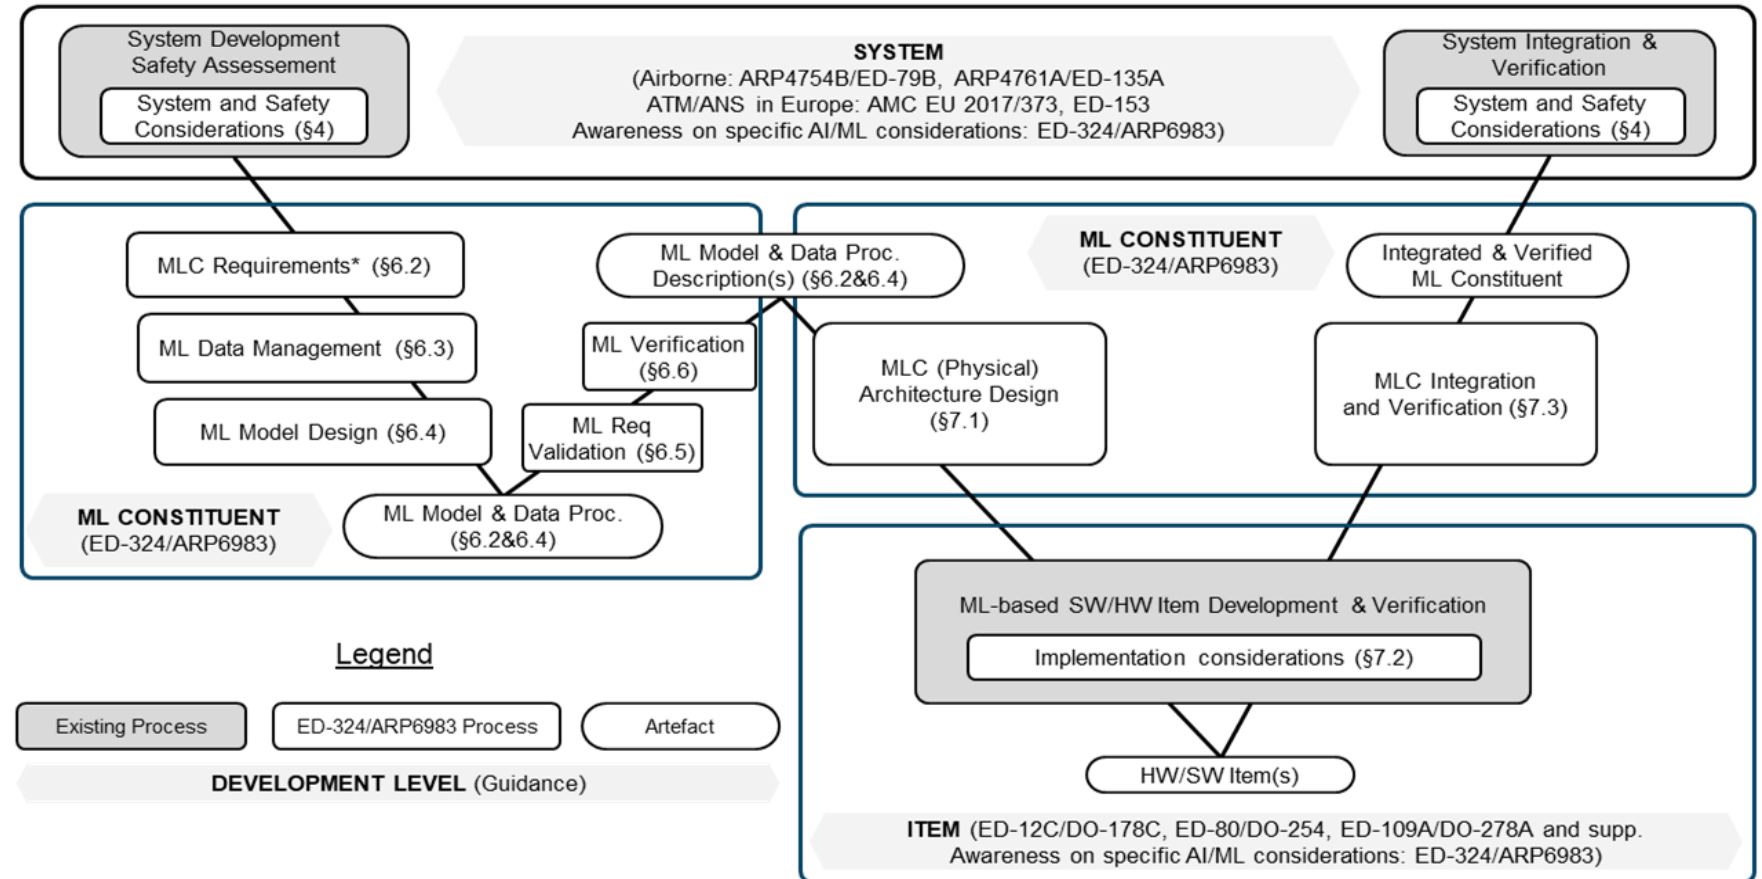 System Development
Safety Assessement
System and Safety
Considerations (§4)
SYSTEM
(Airborne: ARP4754B/ED-79B, ARP4761A/ED-135A
ATM/ANS in Europe: AMC EU 2017/373, ED-153
Awareness on specific AI/ML considerations: ED-324/ARP6983)
System Integration &
Verification
System and Safety
Considerations (§4)
MLC Requirements* (§6.2)
ML Data Management (§6.3)
ML Model Design (§6.4)
ML CONSTITUENT
(ED-324/ARP6983)
ML Model & Data Proc.
(§6.2&6.4)
ML Req
Validation (§6.5)
ML Verification
(§6.6)
ML Model & Data Proc.
Description(s) (§6.2&6.4)
ML CONSTITUENT
(ED-324/ARP6983)
Integrated & Verified
ML Constituent
MLC (Physical)
Architecture Design
(§7.1)
MLC Integration
and Verification (§7.3)
ML-based SW/HW Item Development & Verification
Implementation considerations (§7.2)
HW/SW Item(s)
ITEM (ED-12C/DO-178C, ED-80/DO-254, ED-109A/DO-278A and supp.
Awareness on specific AI/ML considerations: ED-324/ARP6983)
Legend
Existing Process
ED-324/ARP6983 Process
Artefact
DEVELOPMENT LEVEL (Guidance)